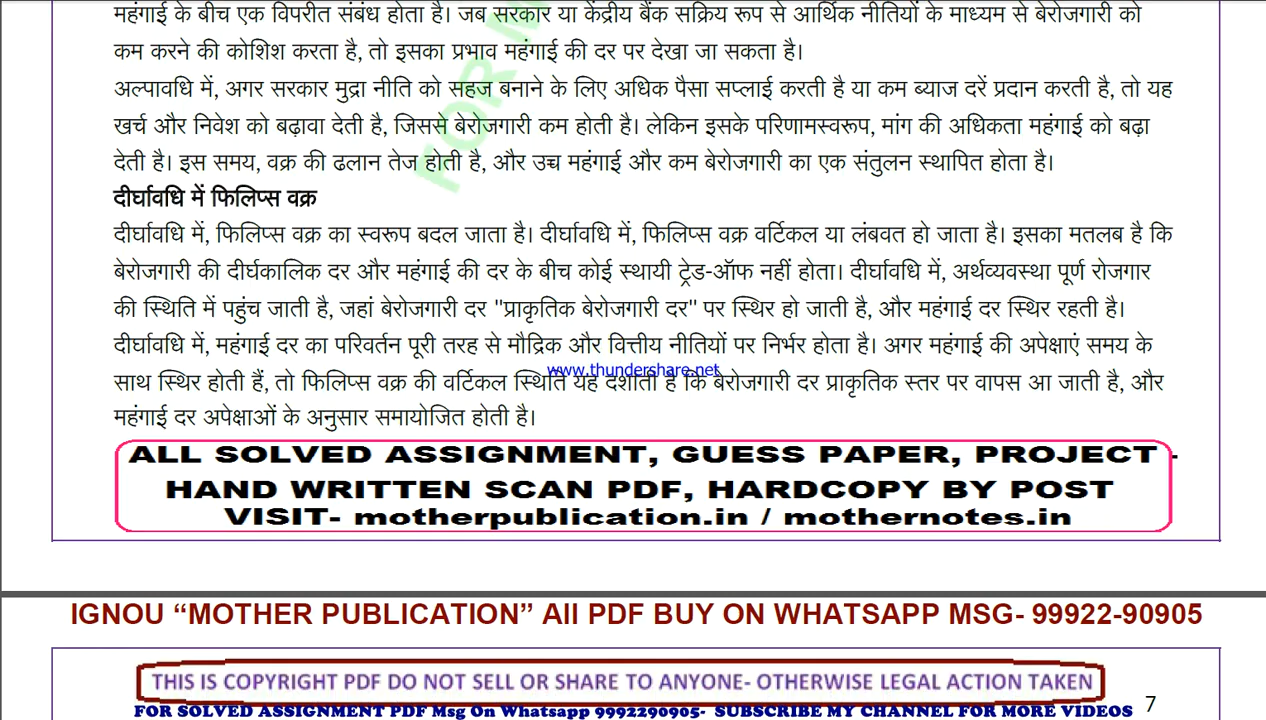 महंगाई के बीच एक विपरीत संबंध होता है। जब सरकार या केंद्रीय बैंक सक्रिय रूप से आर्थिक नीतियों के माध्यम से बेरोजगारी को
कम करने की कोशिश करता है, तो इसका प्रभाव महंगाई की दर पर देखा जा सकता है।
अल्पावधि में, अगर सरकार मुद्रा नीति को सहज बनाने के लिए अधिक पैसा सप्लाई करती है या कम ब्याज दरें प्रदान करती है, तो यह
खर्च और निवेश को बढ़ावा देती है, जिससे बेरोजगारी कम होती है। लेकिन इसके परिणामस्वरूप, मांग की अधिकता महंगाई को बढ़ा
देती है। इस समय, वक्र की ढलान तेज होती है, और उच्च महंगाई और कम बेरोजगारी का एक संतुलन स्थापित होता है।
दीर्घावधि में फिलिप्स वक्र
दीर्घावधि में, फिलिप्स वक्र का स्वरूप बदल जाता है। दीर्घावधि में, फिलिप्स वक्र वर्टिकल या लंबवत हो जाता है। इसका मतलब है कि
बेरोजगारी की दीर्घकालिक दर और महंगाई की दर के बीच कोई स्थायी ट्रेड-ऑफ नहीं होता। दीर्घावधि में, अर्थव्यवस्था पूर्ण रोजगार
की स्थिति में पहुंच जाती है, जहां बेरोजगारी दर "प्राकृतिक बेरोजगारी दर" पर स्थिर हो जाती है, और महंगाई दर स्थिर रहती है।
दीर्घावधि में, महंगाई दर का परिवर्तन पूरी तरह से मौद्रिक और वित्तीय नीतियों पर निर्भर होता है। अगर महंगाई की अपेक्षाएं समय के
www.thundershare.net
साथ स्थिर होती हैं, तो फिलिप्स वक्र की वर्टिकल स्थिति यह दर्शाती है कि बेरोजगारी दर प्राकृतिक स्तर पर वापस आ जाती है, और
महंगाई दर अपेक्षाओं के अनुसार समायोजित होती है।
FOR
ALL SOLVED ASSIGNMENT, GUESS PAPER, PROJECT -
HAND WRITTEN SCAN PDF, HARDCOPY BY POST
VISIT- motherpublication.in / mothernotes.in
IGNOU “MOTHER PUBLICATION” All PDF BUY ON WHATSAPP MSG- 99922-90905
THIS IS COPYRIGHT PDF DO NOT SELL OR SHARE TO ANYONE- OTHERWISE LEGAL ACTION TAKEN
7
FOR SOLVED ASSIGNMENT PDF Msg On Whatsapp 9992290905- SUBSCRIBE MY CHANNEL FOR MORE VIDEOS